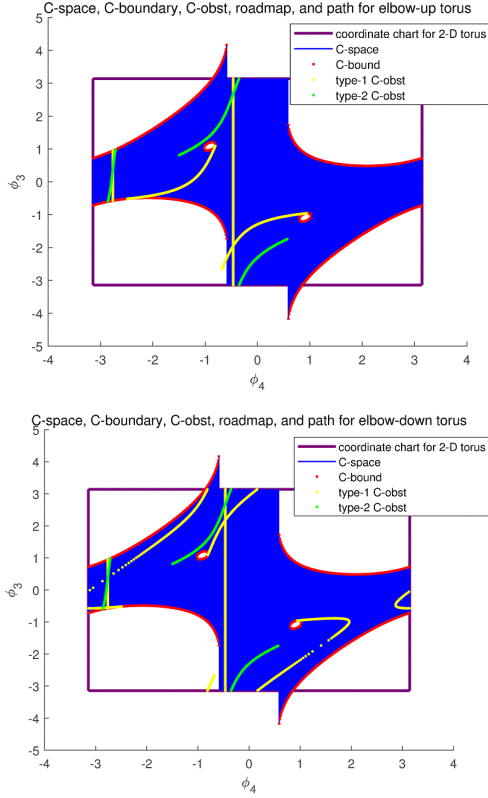 C-space, C-boundary, C-obst, roadmap, and path for elbow-up torus
coordinate chart for 2-D torus
C-space
C-bound
type-1 C-obst
type-2 C-obst
5
4
3
2
1
0
-1
-2
-3
-4
-5
ϕ3
-4
-3
-2
-1
0
1
2
3
4
ϕ4
C-space, C-boundary, C-obst, roadmap, and path for elbow-down torus
coordinate chart for 2-D torus
C-space
C-bound
type-1 C-obst
type-2 C-obst
5
4
3
2
1
0
-1
-2
-3
-4
-5
ϕ3
-4
-3
-2
-1
0
1
2
3
4
ϕ4